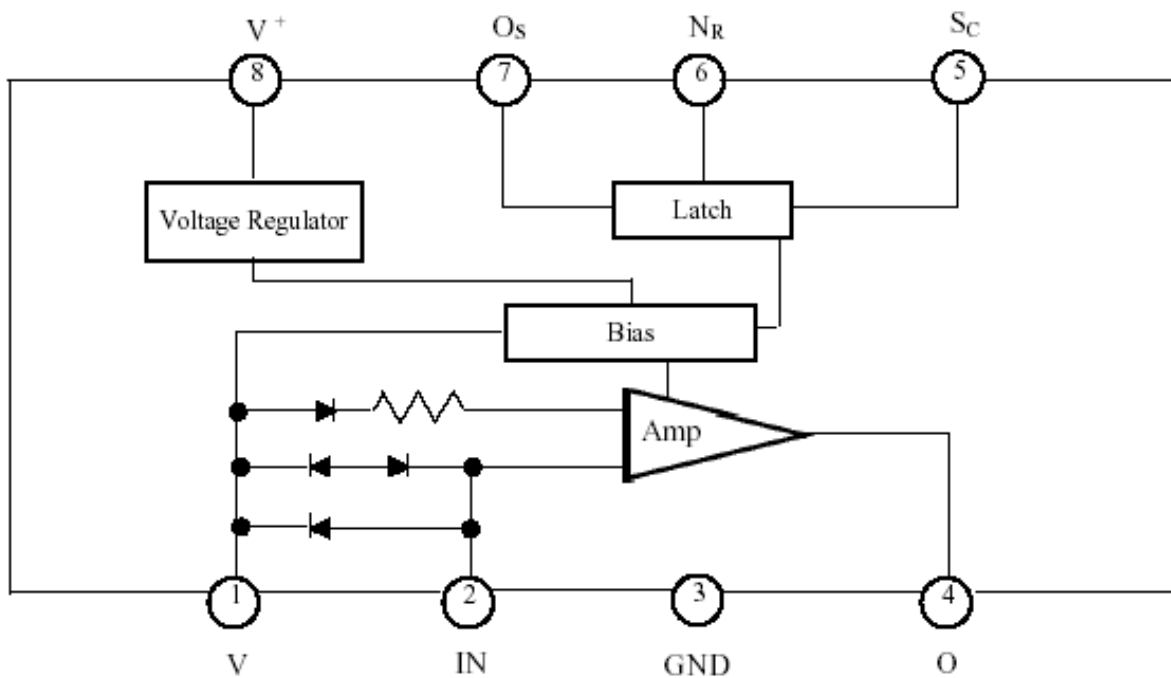 V +
OS
NR
SC
8
7
6
5
Voltage Regulator
Latch
Bias
Amp
1
2
3
4
V
IN
GND
O